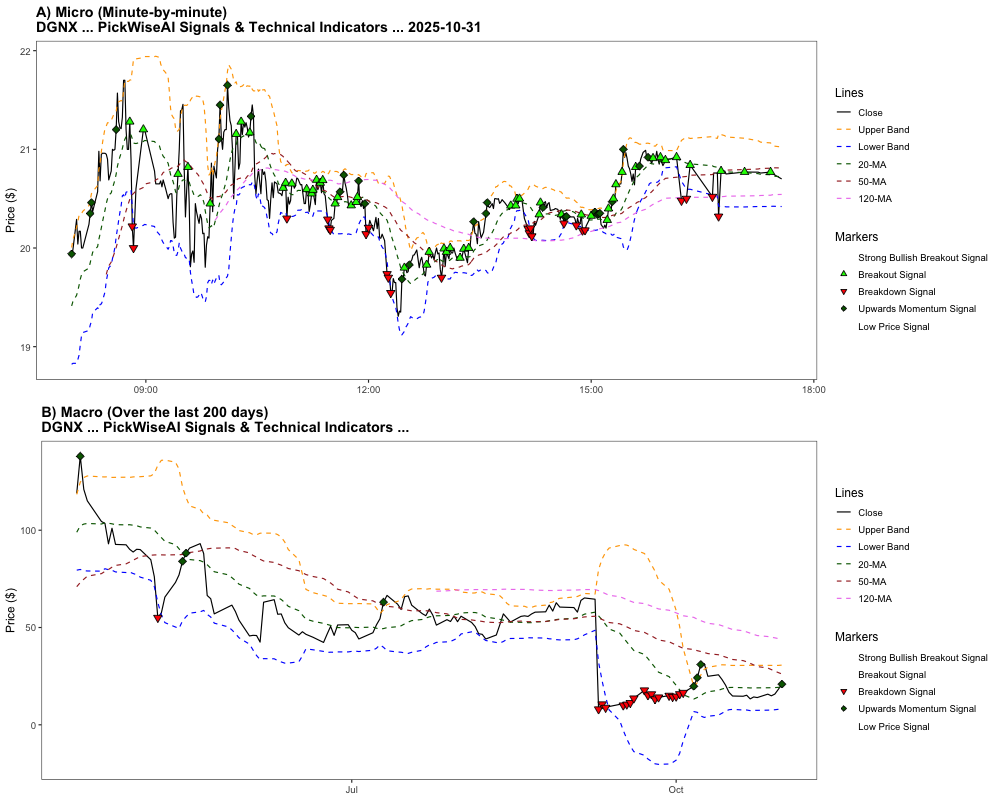 A) Micro (Minute-by-minute)
DGNX ... PickWiseAI Signals & Technical Indicators ... 2025-10-31
Price ($)
22
21
20
19
09:00
12:00
15:00
18:00
Lines
Close
Upper Band
Lower Band
20-MA
50-MA
120-MA
Markers
Strong Bullish Breakout Signal
Breakout Signal
Breakdown Signal
Upwards Momentum Signal
Low Price Signal
B) Macro (Over the last 200 days)
DGNX ... PickWiseAI Signals & Technical Indicators ...
Price ($)
100
50
0
Jul
Oct
Lines
Close
Upper Band
Lower Band
20-MA
50-MA
120-MA
Markers
Strong Bullish Breakout Signal
Breakout Signal
Breakdown Signal
Upwards Momentum Signal
Low Price Signal